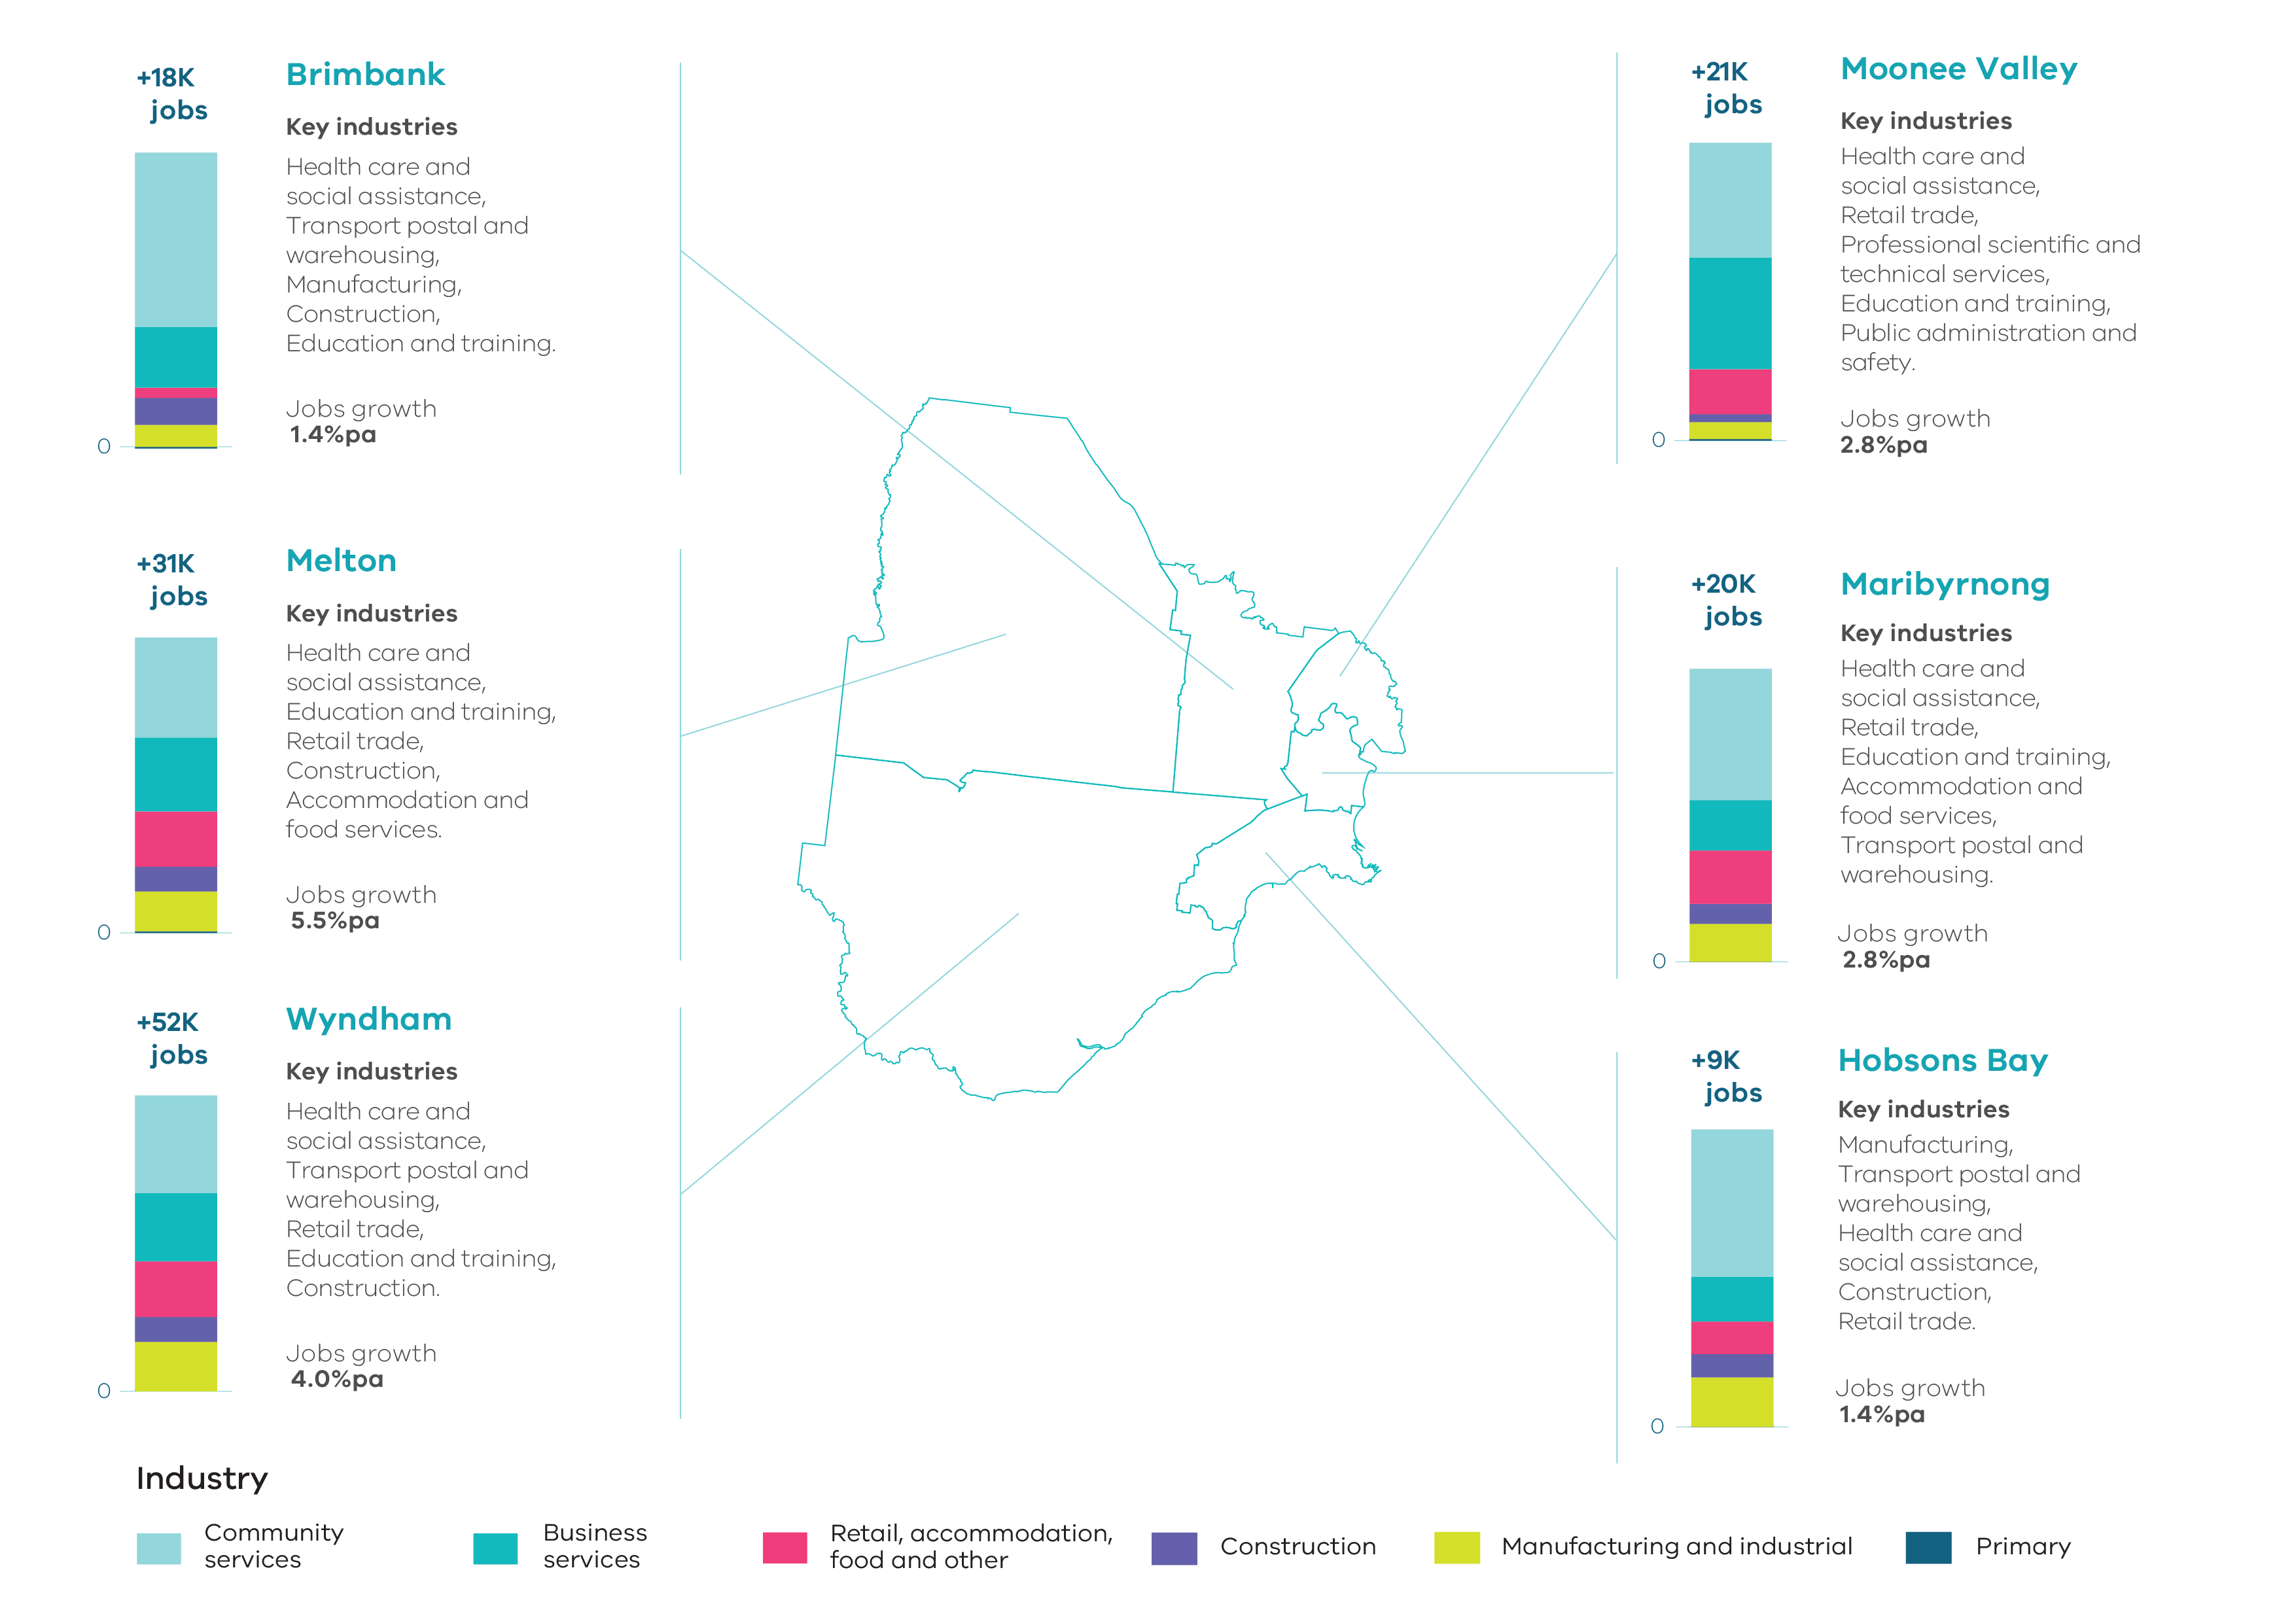 +18K
jobs
Brimbank
Key industries
Health care and
social assistance,
Transport postal and
warehousing,
Manufacturing,
Construction,
Education and training.
Jobs growth
1.4%pa
0
+31K
jobs
Melton
Key industries
Health care and
social assistance,
Education and training,
Retail trade,
Construction,
Accommodation and
food services.
Jobs growth
5.5%pa
0
+52K
jobs
Wyndham
Key industries
Health care and
social assistance,
Transport postal and
warehousing,
Retail trade,
Education and training,
Construction.
Jobs growth
4.0%pa
0
+21K
jobs
Moonee Valley
Key industries
Health care and
social assistance,
Retail trade,
Professional scientific and
technical services,
Education and training,
Public administration and
safety.
Jobs growth
2.8%pa
0
+20K
jobs
Maribyrnong
Key industries
Health care and
social assistance,
Retail trade,
Education and training,
Accommodation and
food services,
Transport postal and
warehousing.
Jobs growth
2.8%pa
0
+9K
jobs
Hobsons Bay
Key industries
Manufacturing,
Transport postal and
warehousing,
Health care and
social assistance,
Construction,
Retail trade.
Jobs growth
1.4%pa
0
Industry
Community
services
Business
services
Retail, accommodation,
food and other
Construction
Manufacturing and industrial
Primary